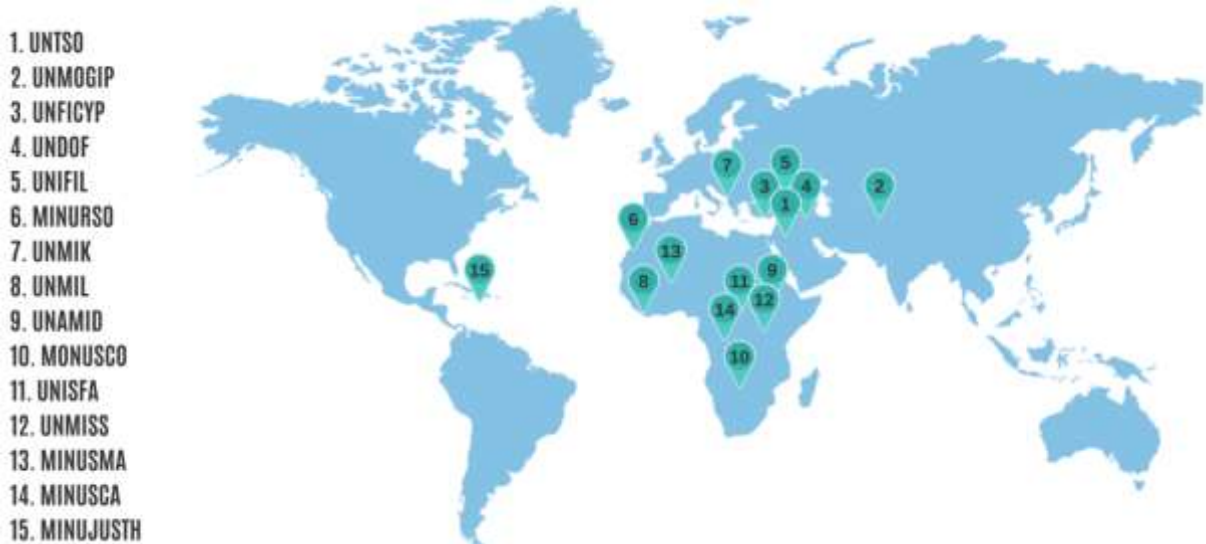 1. UNTSO
2. UNMOGIP
3. UNFICYP
4. UNDOF
5. UNIFIL
6. MINURSO
7. UNMIK
8. UNMIL
9. UNAMID
10. MONUSCO
11. UNISFA
12. UNMISS
13. MINUSMA
14. MINUSCA
15. MINUJUSTH
7
5
3
4
2
1
6
13
15
9
8
11
12
14
10